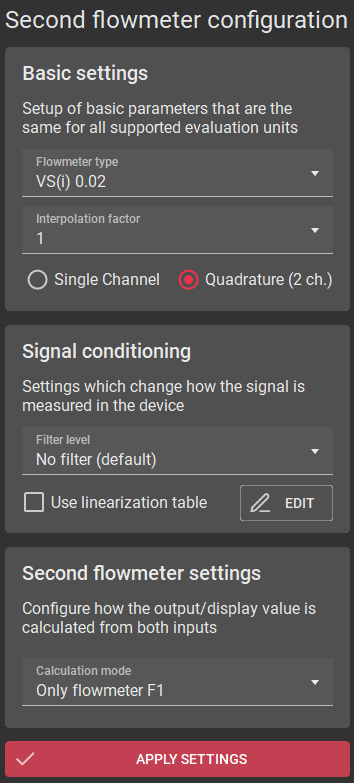 Second flowmeter configuration
Basic settings
Setup of basic parameters that are the
same for all supported evaluation units
Flowmeter type
VS(i) 0.02
Interpolation factor
1
Single Channel Quadrature (2 ch.)
Signal conditioning
Settings which change how the signal is
measured in the device
Filter level
No filter (default)
Use linearization table EDIT
Second flowmeter settings
Configure how the output/display value is
calculated from both inputs
Calculation mode
Only flowmeter F1
APPLY SETTINGS